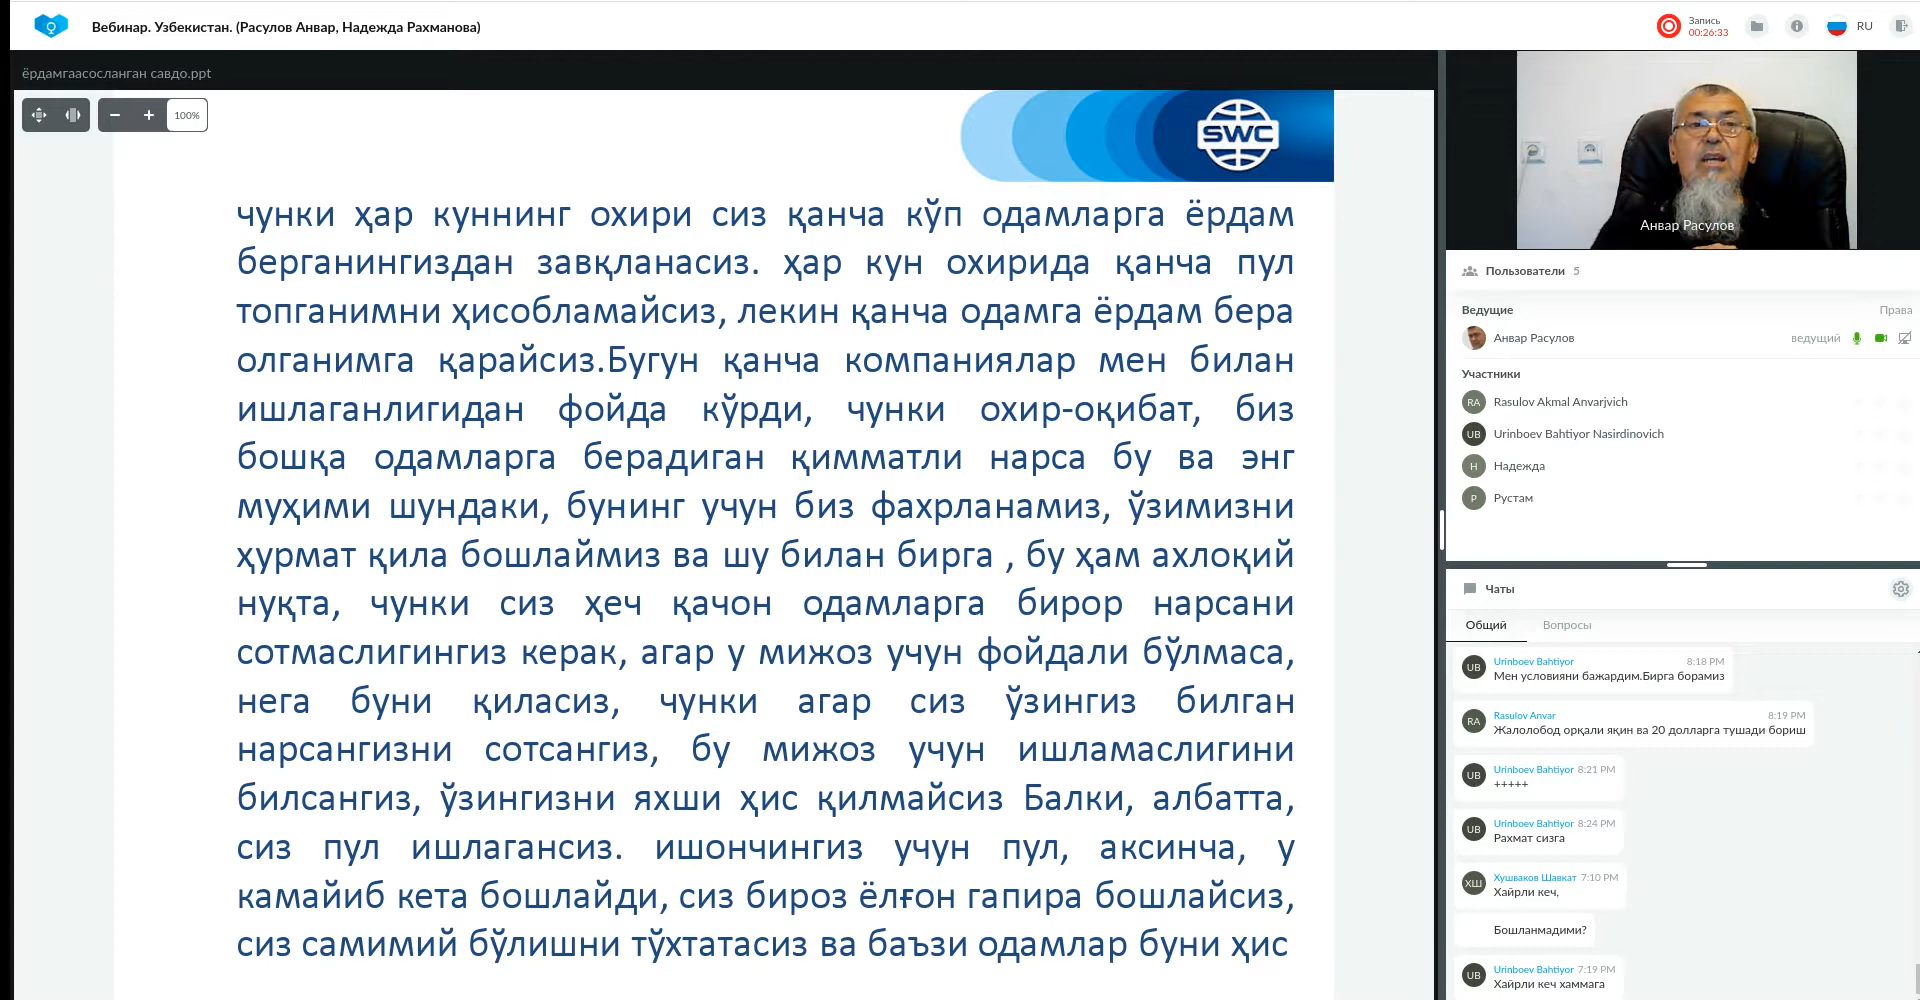 Вебинар. Узбекистан. (Расулов Анвар, Надежда Рахманова)
Запись
00:26:33
RU
ёрдамгаасосланган савдо.ppt
100%
SWC
чунки ҳар куннинг охири сиз қанча кўп одамларга ёрдам
берганингиздан завқланасиз. ҳар кун охирида қанча пул
топганимни ҳисобламайсиз, лекин қанча одамга ёрдам бера
олганимга қарайсиз.Бугун қанча компаниялар мен билан
ишлаганлигидан фойда кўрди, чунки охир-оқибат, биз
бошқа одамларга берадиган қимматли нарса бу ва энг
муҳими шундаки, бунинг учун биз фахрланамиз, ўзимизни
ҳурмат қила бошлаймиз ва шу билан бирга , бу ҳам ахлоқий
нуқта, чунки сиз ҳеч қачон одамларга бирор нарсани
сотмаслигингиз керак, агар у мижоз учун фойдали бўлмаса,
нега буни қиласиз, чунки агар сиз ўзингиз билган
нарсангизни сотсангиз, бу мижоз учун ишламаслигини
билсангиз, ўзингизни яхши ҳис қилмайсиз Балки, албатта,
сиз пул ишлагансиз. ишончингиз учун пул, аксинча, у
камайиб кета бошлайди, сиз бироз ёлғон гапира бошлайсиз,
сиз самимий бўлишни тўхтатасиз ва баъзи одамлар буни ҳис
Анвар Расулов
Пользователи 5
Ведущие Права
Анвар Расулов ведущий
Участники
RA Rasulov Akmal Anvarjvich
UB Urinboev Bahtiyor Nasirdinovich
Н Надежда
Р Рустам
Чаты
Общий Вопросы
UB Urinboev Bahtiyor 8:18 PM
Мен условияни бажардим.Бирга борамиз
RA Rasulov Anvar 8:19 PM
Жалолобод орқали яқин ва 20 долларга тушади бориш
UB Urinboev Bahtiyor 8:21 PM
+++++
UB Urinboev Bahtiyor 8:24 PM
Рахмат сизга
ХШ Хушваков Шавкат 7:10 PM
Хайрли кеч,
Бошланмадими?
UB Urinboev Bahtiyor 7:19 PM
Хайрли кеч хаммага